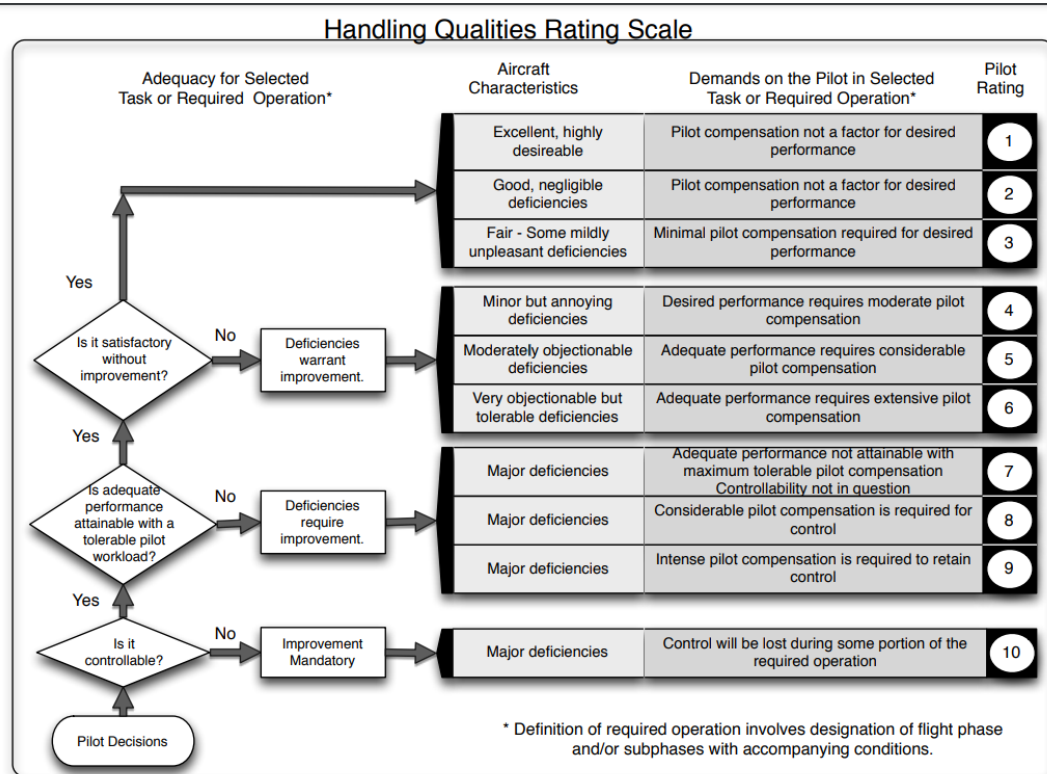 Handling Qualities Rating Scale
Adequacy for Selected
Task or Required Operation*
Aircraft
Characteristics
Demands on the Pilot in Selected
Task or Required Operation*
Pilot
Rating
Excellent, highly
desireable
Pilot compensation not a factor for desired
performance
1
Good, negligible
deficiencies
Pilot compensation not a factor for desired
performance
2
Fair - Some mildly
unpleasant deficiencies
Minimal pilot compensation required for desired
performance
3
Yes
Is it satisfactory
without
improvement?
No
Deficiencies
warrant
improvement.
Minor but annoying
deficiencies
Desired performance requires moderate pilot
compensation
4
Moderately objectionable
deficiencies
Adequate performance requires considerable
pilot compensation
5
Very objectionable but
tolerable deficiencies
Adequate performance requires extensive pilot
compensation
6
Yes
Is adequate
performance
attainable with a
tolerable pilot
workload?
No
Deficiencies
require
improvement.
Major deficiencies
Adequate performance not attainable with
maximum tolerable pilot compensation
Controllability not in question
7
Major deficiencies
Considerable pilot compensation is required for
control
8
Major deficiencies
Intense pilot compensation is required to retain
control
9
Yes
Is it
controllable?
No
Improvement
Mandatory
Major deficiencies
Control will be lost during some portion of the
required operation
10
Pilot Decisions
* Definition of required operation involves designation of flight phase
and/or subphases with accompanying conditions.